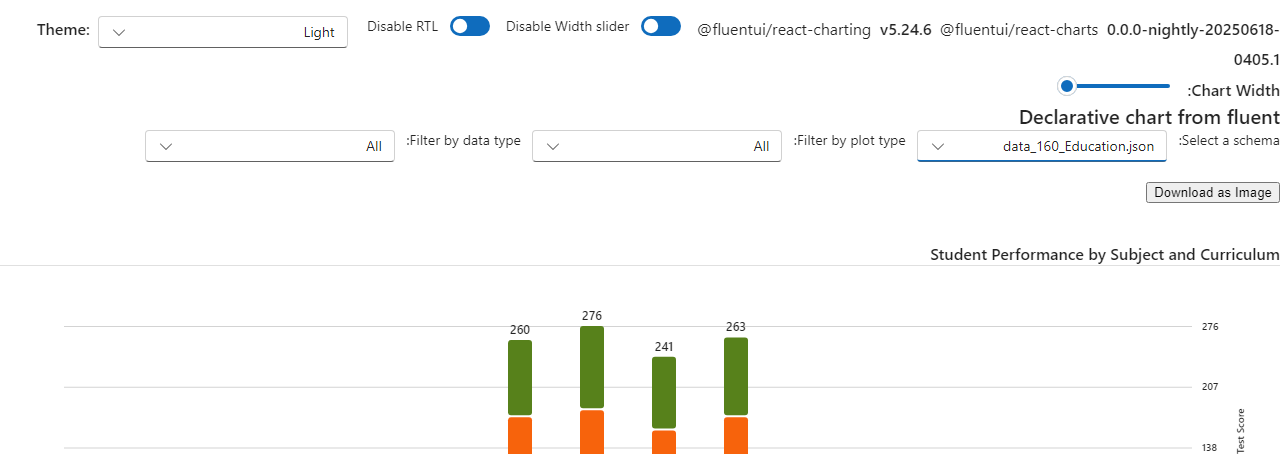 Theme: Light Disable RTL Disable Width slider @fluentui/react-charting v5.24.6 @fluentui/react-charts 0.0.0-nightly-20250618-
0405.1
:Chart Width
Declarative chart from fluent
:Select a schema data_160_Education.json :Filter by plot type All :Filter by data type All
Download as Image
Student Performance by Subject and Curriculum
276
260
241
263
276
207
138
Test Score